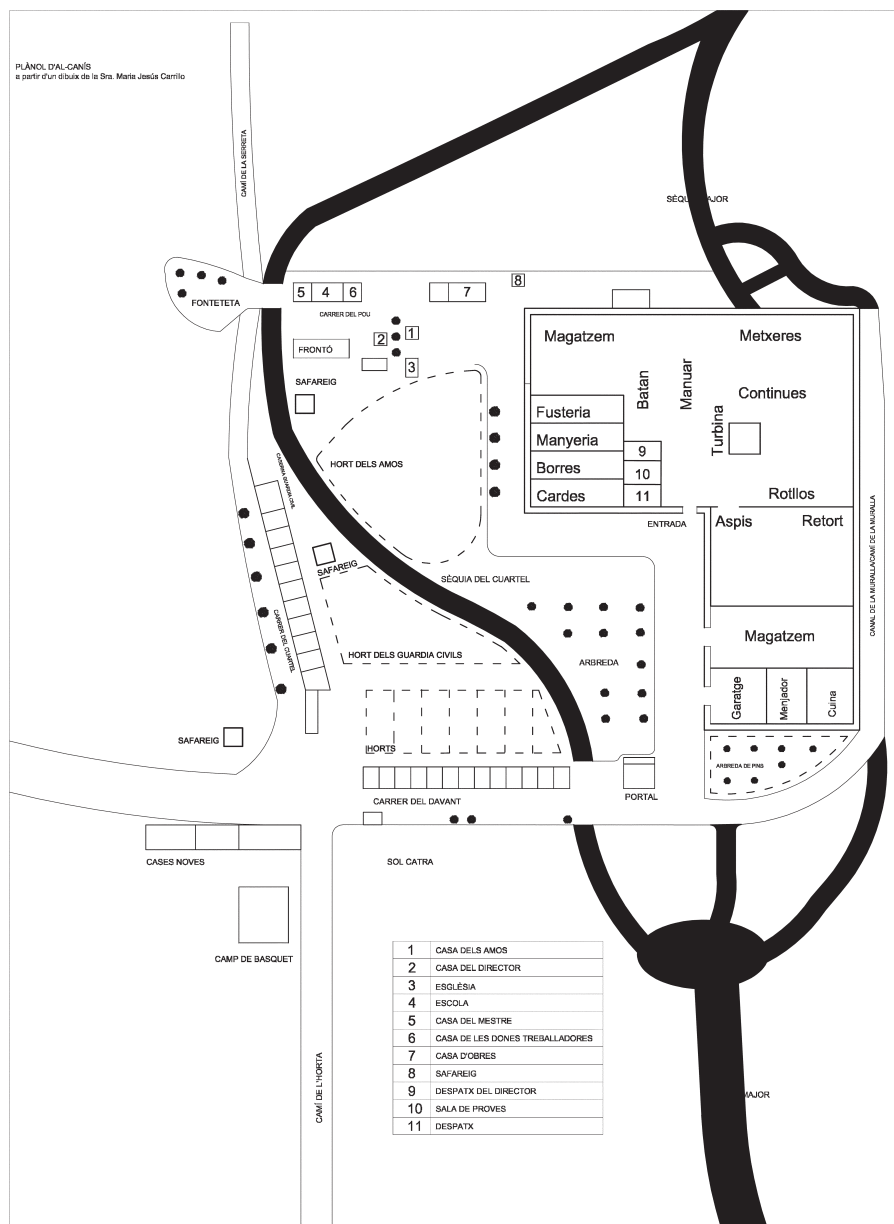 PLÀNOL D'AL-CANÍS
a partir d'un dibuix de la Sra. Maria Jesús Carrillo
CAMÍ DE LA SERRETA
SÉQUIA MAJOR
FONTETETA
5 4 6
7
8
CARRER DEL POU
1
2
3
FRONTÓ
SAFAREIG
Magatzem
Metxeres
Batan
Manuar
Continues
Turbina
Fusteria
Manyeria
Borres
Cardes
9
10
11
Rotllos
ENTRADA
Aspis
Retort
HORT DELS AMOS
CASERNA GUARDIA CIVIL
CANAL DE LA MURALLA/CAMÍ DE LA MURALLA
SAFAREIG
SÉQUIA DEL CUARTEL
CARRER DEL CUARTEL
HORT DELS GUARDIA CIVILS
ARBREDA
Magatzem
Garatge
Menjador
Cuina
SAFAREIG
HORTS
ARBREDA DE PINS
CARRER DEL DAVANT
PORTAL
CASES NOVES
SOL CATRA
CAMP DE BASQUET
CAMÍ DE L'HORTA
1 CASA DELS AMOS
2 CASA DEL DIRECTOR
3 ESGLÉSIA
4 ESCOLA
5 CASA DEL MESTRE
6 CASA DE LES DONES TREBALLADORES
7 CASA D'OBRES
8 SAFAREIG
9 DESPATX DEL DIRECTOR
10 SALA DE PROVES
11 DESPATX
MAJOR